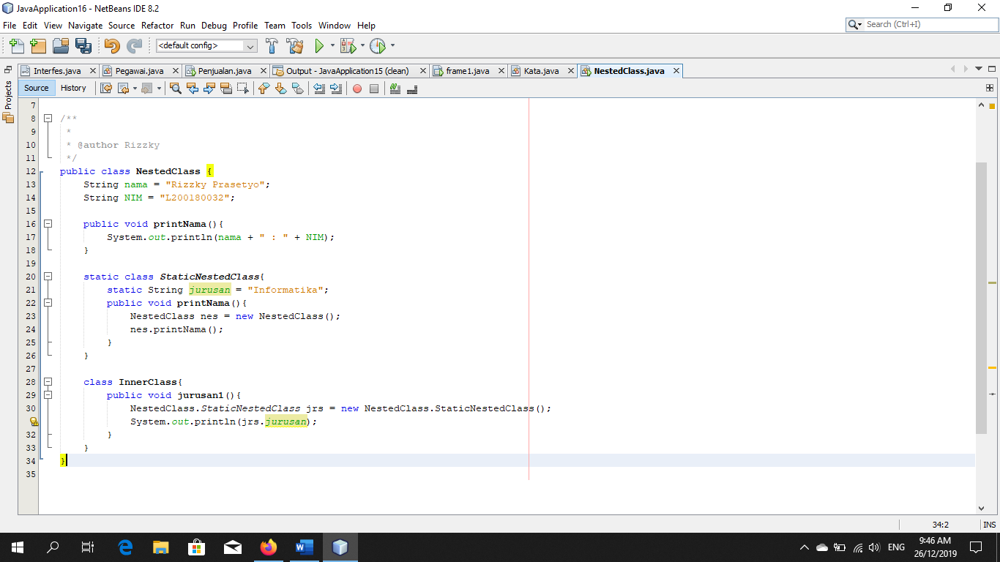 JavaApplication16 - NetBeans IDE 8.2
File Edit View Navigate Source Refactor Run Debug Profile Team Tools Window Help
Search (Ctrl+I)
<default config>
Interfes.java Pegawai.java Penjualan.java Output - JavaApplication15 (clean) frame1.java Kata.java NestedClass.java
Projects
Source History
7
8 /**
9 *
10 * @author Rizzky
11 */
12 public class NestedClass {
13 String nama = "Rizzky Prasetyo";
14 String NIM = "L200180032";
15
16 public void printNama(){
17 System.out.println(nama + " : " + NIM);
18 }
19
20 static class StaticNestedClass{
21 static String jurusan = "Informatika";
22 public void printNama(){
23 NestedClass nes = new NestedClass();
24 nes.printNama();
25 }
26 }
27
28 class InnerClass{
29 public void jurusan1(){
30 NestedClass.StaticNestedClass jrs = new NestedClass.StaticNestedClass();
System.out.println(jrs.jurusan);
32 }
33 }
34 }
35
34:2 INS
ENG
9:46 AM
26/12/2019